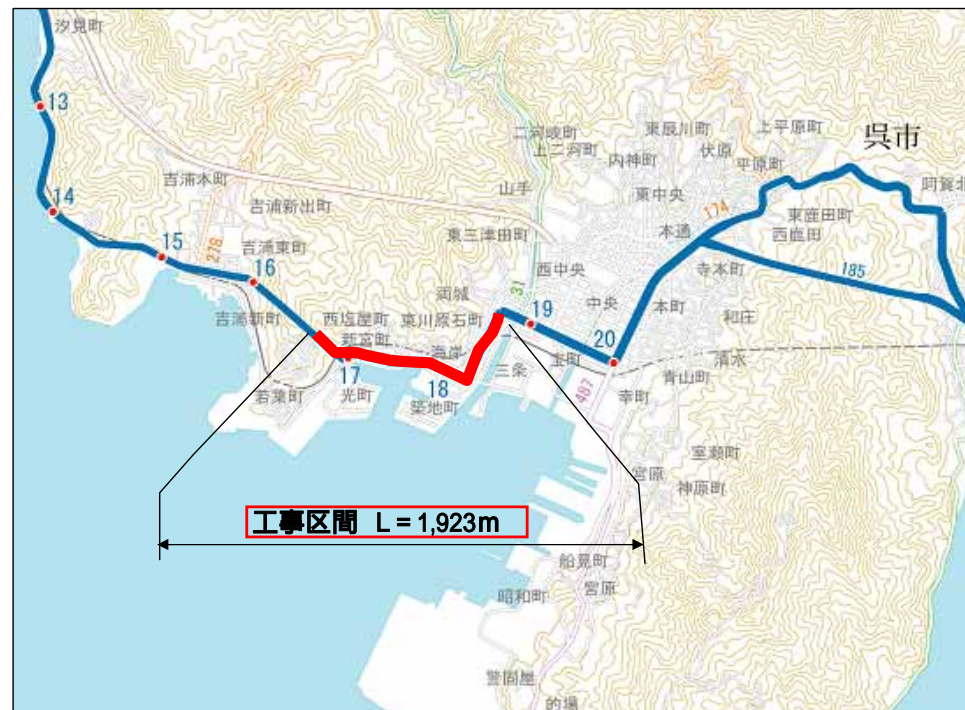 汐見町
13
二河峡町
東辰川町
上平原町
上二河町
伏原
呉市
内神町
平原町
14
吉浦本町
山手
東中央
阿賀北
吉浦新出町
174
東鹿田町
278
東三津田町
本通
西鹿田
15
吉浦東町
西中央
寺本町
185
16
両城
31
中央
本町
和庄
吉浦新町
西塩屋町
東川原石町
19
20
新富町
海岸
宝町
清水
17
18
三条
青山町
若葉町
光町
築地町
487
幸町
室瀬町
宮原
神原町
工事区間 L=1,923m
船見町
宮原
昭和町
警固屋
的場